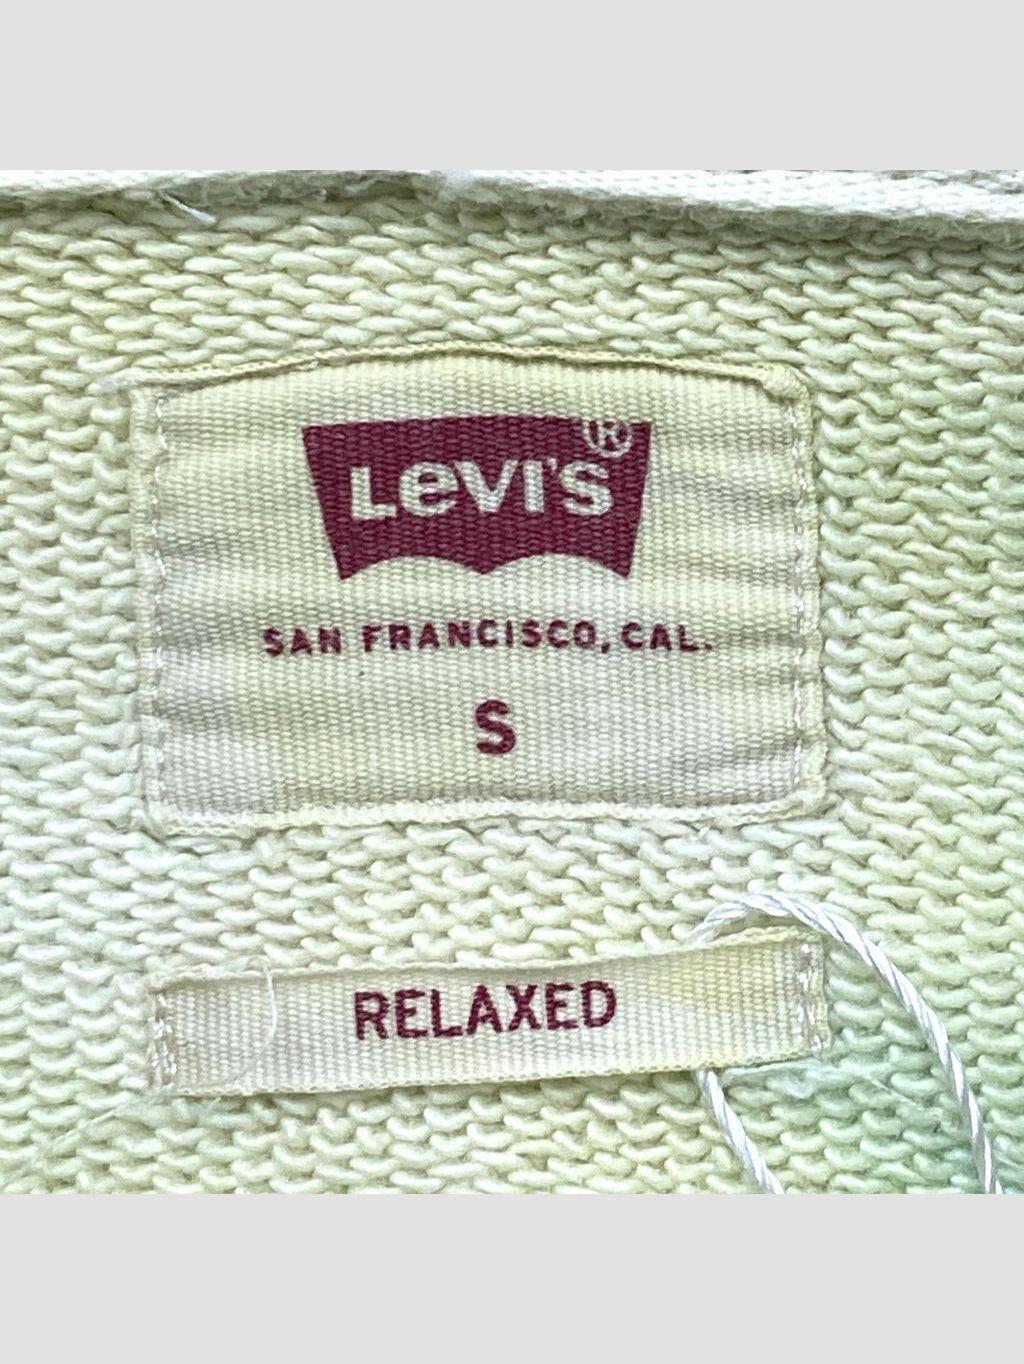 Levi's®
SAN FRANCISCO, CAL.
S
RELAXED